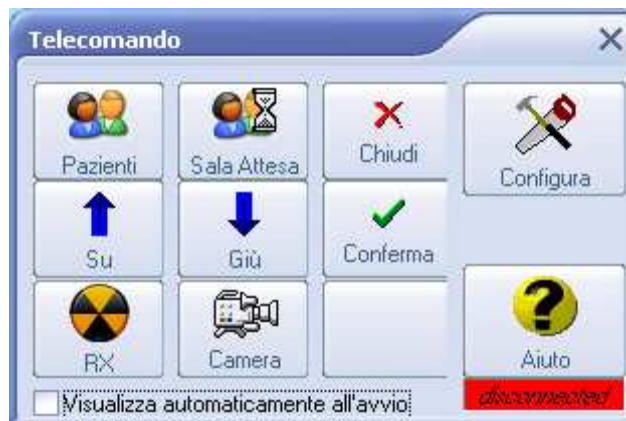 Telecomando
Pazienti
Sala Attesa
Chiudi
Configura
Su
Giù
Conferma
RX
Camera
Aiuto
Visualizza automaticamente all'avvio
disconnected